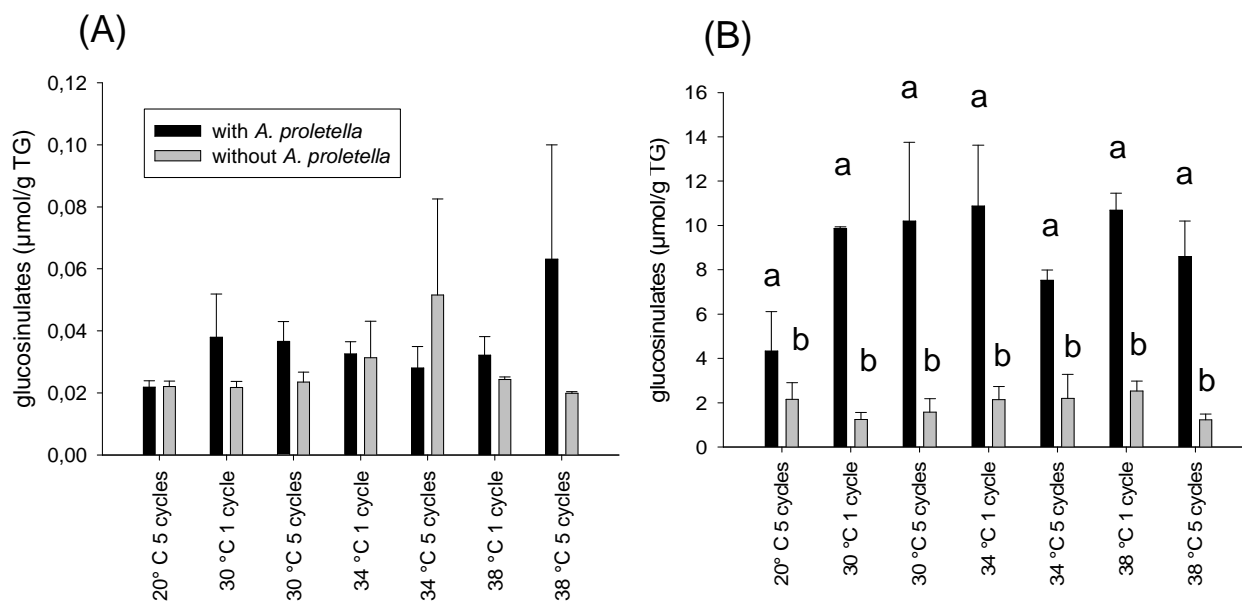 (A)
glucosinulates (µmol/g TG)
0,12
0,10
0,08
0,06
0,04
0,02
0,00
with A. proletella
without A. proletella
20° C 5 cycles
30 °C 1 cycle
30 °C 5 cycles
34 °C 1 cycle
34 °C 5 cycles
38 °C 1 cycle
38 °C 5 cycles
(B)
glucosinulates (µmol/g TG)
16
14
12
10
8
6
4
2
0
a
b
a
b
a
b
a
b
a
b
a
b
a
b
20° C 5 cycles
30 °C 1 cycle
30 °C 5 cycles
34 °C 1 cycle
34 °C 5 cycles
38 °C 1 cycle
38 °C 5 cycles